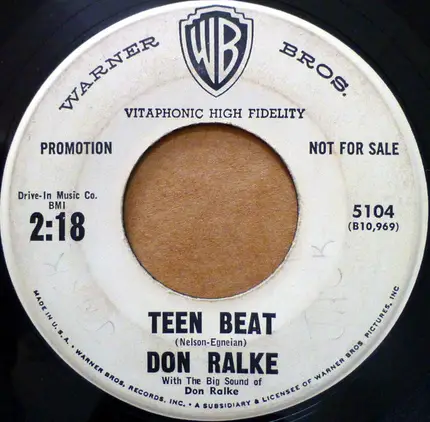 WARNER BROS.
WB
VITAPHONIC HIGH FIDELITY
PROMOTION
NOT FOR SALE
Drive-In Music Co.
BMI
2:18
5104
(B10,969)
TEEN BEAT
(Nelson-Egneian)
DON RALKE
With The Big Sound of
Don Ralke
MADE IN U.S.A. • WARNER BROS. RECORDS, INC. • A SUBSIDIARY & LICENSEE OF WARNER BROS. PICTURES, INC.